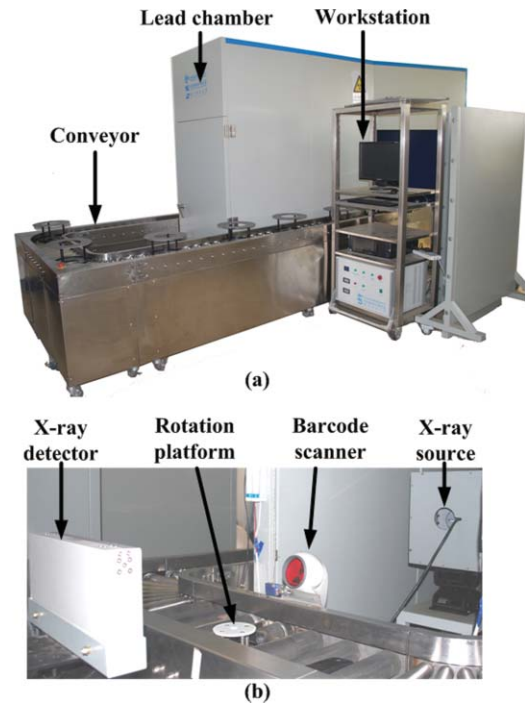 Lead chamber
Workstation
Conveyor
(a)
X-ray
detector
Rotation
platform
Barcode
scanner
X-ray
source
(b)